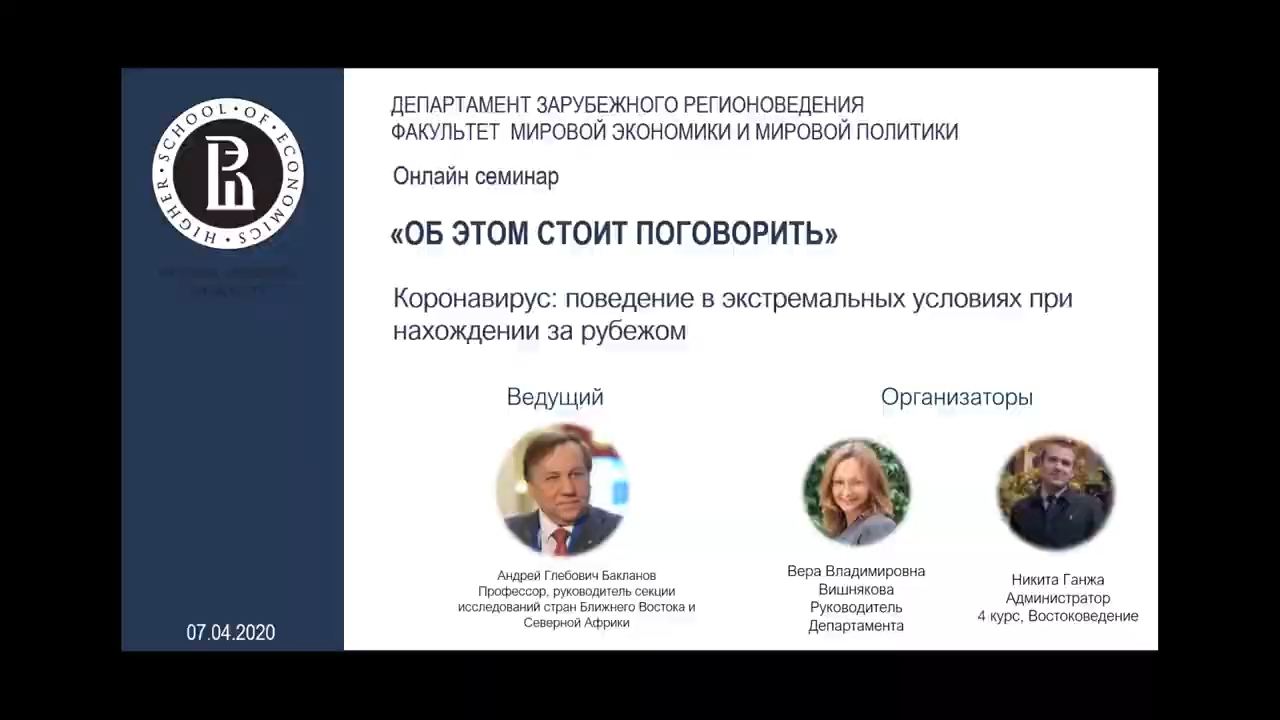 HIGHER · SCHOOL · OF · ECONOMICS ·
ДЕПАРТАМЕНТ ЗАРУБЕЖНОГО РЕГИОНОВЕДЕНИЯ
ФАКУЛЬТЕТ МИРОВОЙ ЭКОНОМИКИ И МИРОВОЙ ПОЛИТИКИ
Онлайн семинар
«ОБ ЭТОМ СТОИТ ПОГОВОРИТЬ»
Коронавирус: поведение в экстремальных условиях при
нахождении за рубежом
Ведущий
Андрей Глебович Бакланов
Профессор, руководитель секции
исследований стран Ближнего Востока и
Северной Африки
Организаторы
Вера Владимировна
Вишнякова
Руководитель
Департамента
Никита Ганжа
Администратор
4 курс, Востоковедение
07.04.2020